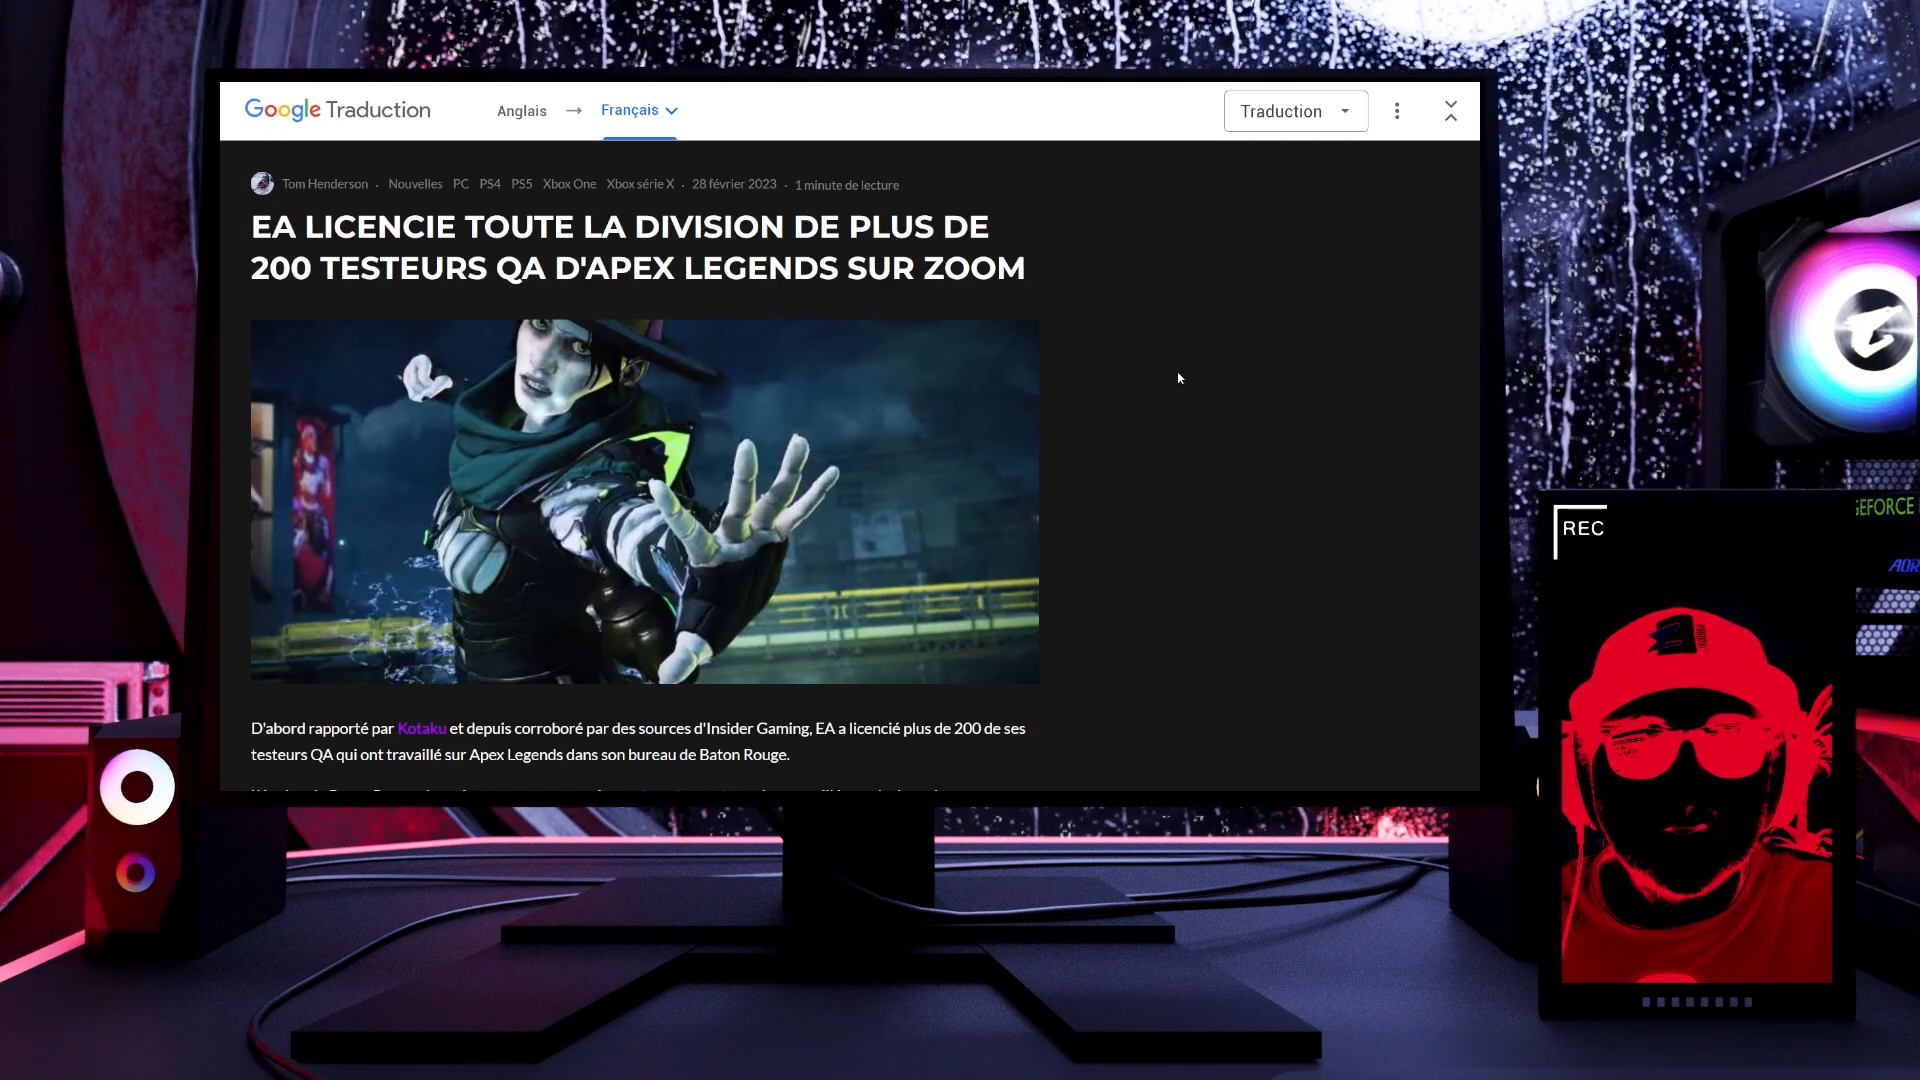 Google Traduction
Anglais → Français
Traduction
Tom Henderson . Nouvelles PC PS4 PS5 Xbox One Xbox série X . 28 février 2023 . 1 minute de lecture
EA LICENCIE TOUTE LA DIVISION DE PLUS DE
200 TESTEURS QA D'APEX LEGENDS SUR ZOOM
D'abord rapporté par Kotaku et depuis corroboré par des sources d'Insider Gaming, EA a licencié plus de 200 de ses
testeurs QA qui ont travaillé sur Apex Legends dans son bureau de Baton Rouge.
GEFORCE
REC
AOR